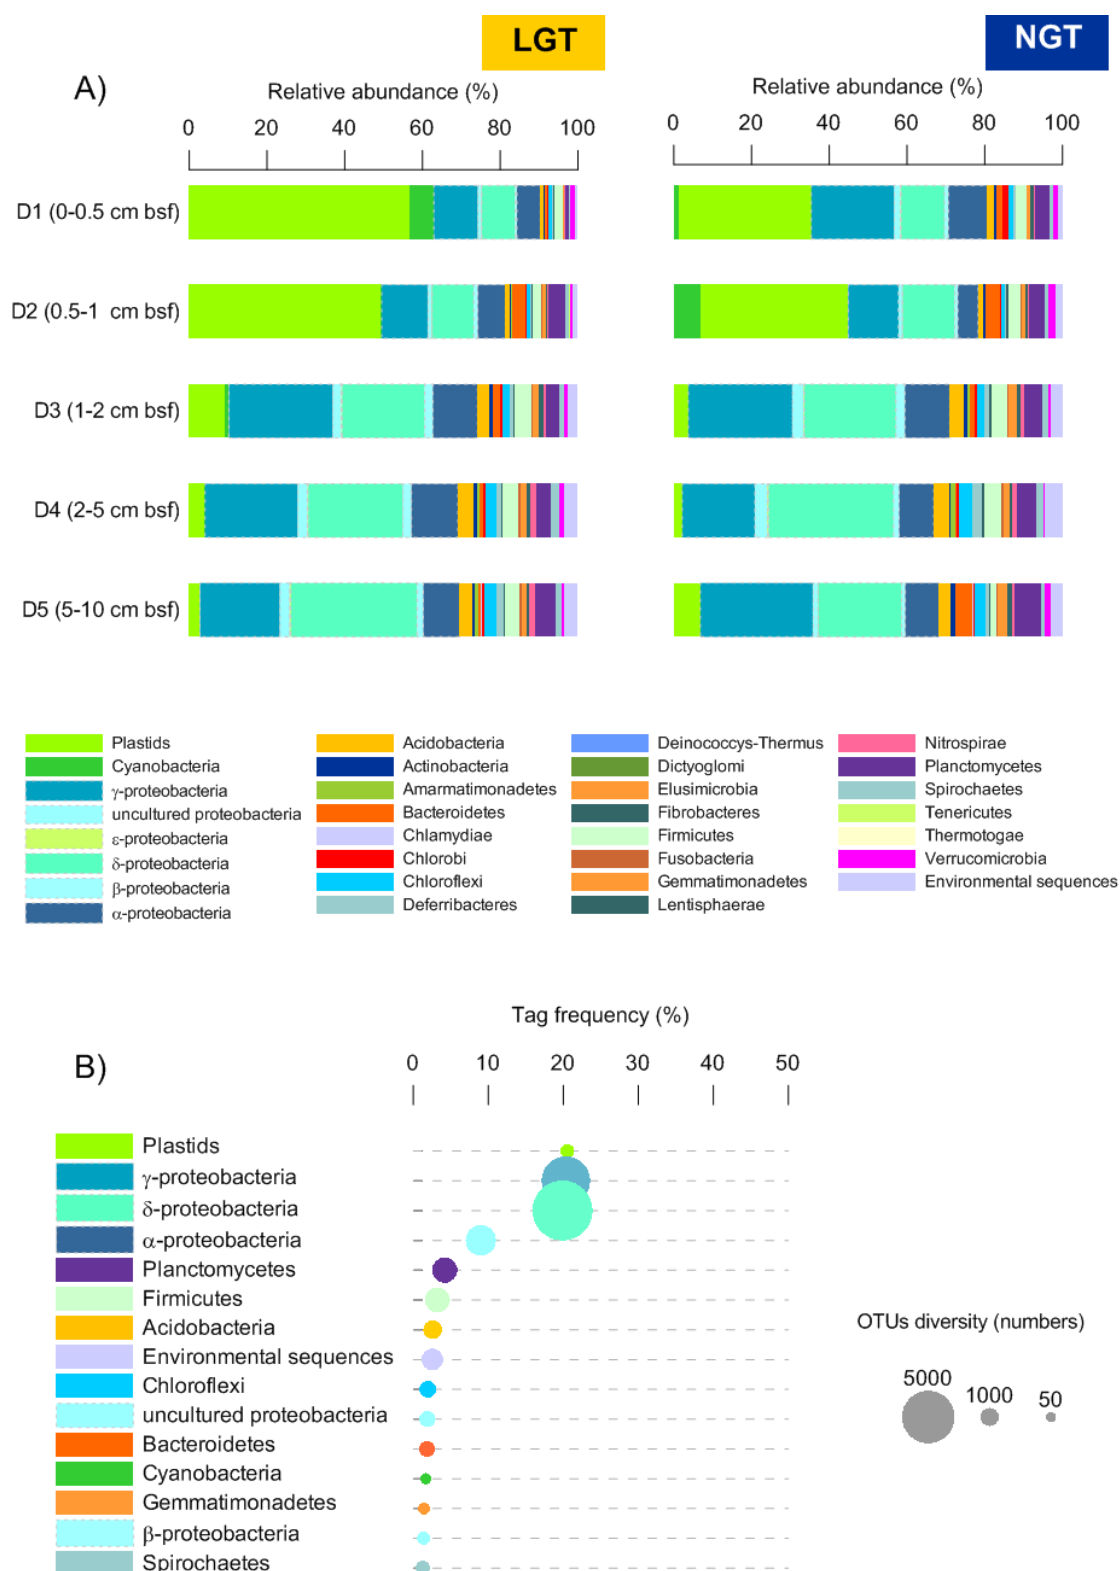 LGT
NGT
A)
Relative abundance (%)
Relative abundance (%)
0 20 40 60 80 100
0 20 40 60 80 100
D1 (0-0.5 cm bsf)
D2 (0.5-1 cm bsf)
D3 (1-2 cm bsf)
D4 (2-5 cm bsf)
D5 (5-10 cm bsf)
Plastids
Cyanobacteria
γ-proteobacteria
uncultured proteobacteria
ε-proteobacteria
δ-proteobacteria
β-proteobacteria
α-proteobacteria
Acidobacteria
Actinobacteria
Amarmatimonadetes
Bacteroidetes
Chlamydiae
Chlorobi
Chloroflexi
Deferribacteres
Deinococcys-Thermus
Dictyoglomi
Elusimicrobia
Fibrobacteres
Firmicutes
Fusobacteria
Gemmatimonadetes
Lentisphaerae
Nitrospirae
Planctomycetes
Spirochaetes
Tenericutes
Thermotogae
Verrucomicrobia
Environmental sequences
Tag frequency (%)
B)
0 10 20 30 40 50
Plastids
γ-proteobacteria
δ-proteobacteria
α-proteobacteria
Planctomycetes
Firmicutes
Acidobacteria
Environmental sequences
Chloroflexi
uncultured proteobacteria
Bacteroidetes
Cyanobacteria
Gemmatimonadetes
β-proteobacteria
Spirochaetes
OTUs diversity (numbers)
5000
1000
50